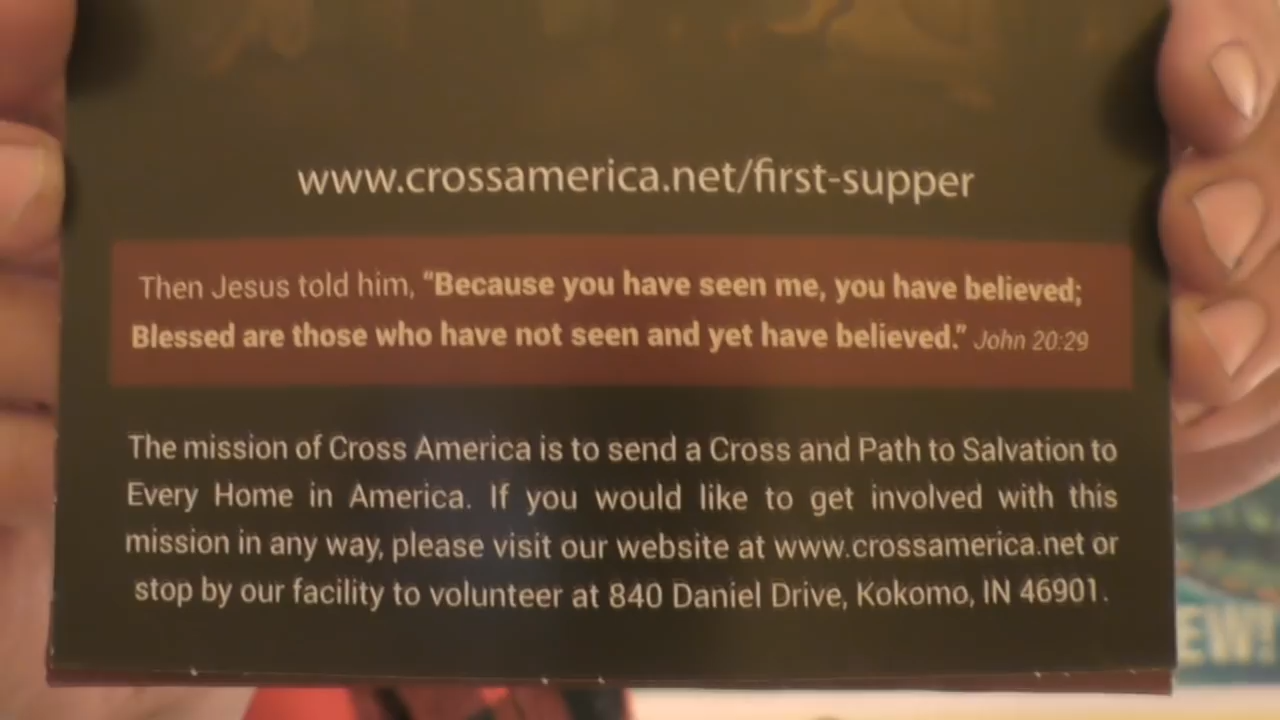 www.crossamerica.net/first-supper
Then Jesus told him, “Because you have seen me, you have believed;
Blessed are those who have not seen and yet have believed.” John 20:29
The mission of Cross America is to send a Cross and Path to Salvation to
Every Home in America. If you would like to get involved with this
mission in any way, please visit our website at www.crossamerica.net or
stop by our facility to volunteer at 840 Daniel Drive, Kokomo, IN 46901.
EW!